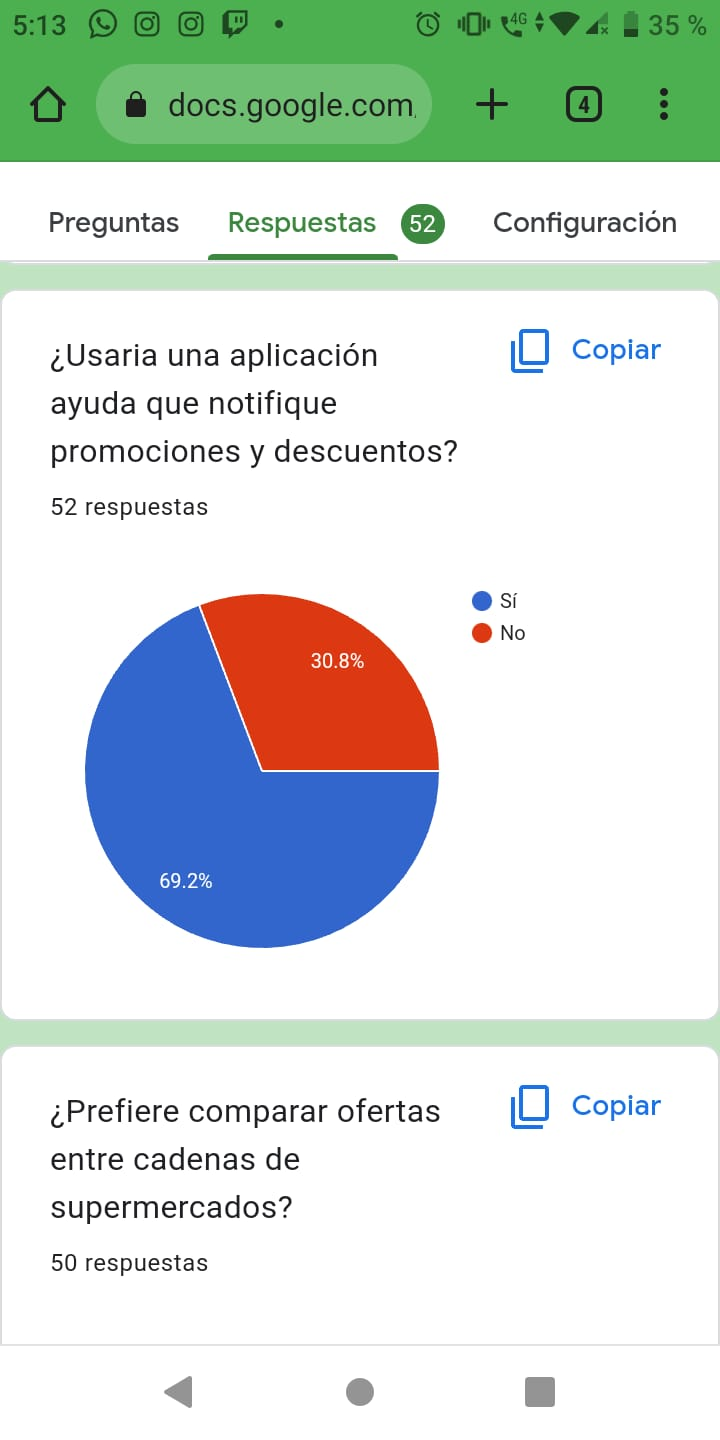 5:13
4G
35 %
docs.google.com
4
Preguntas Respuestas 52 Configuración
¿Usaria una aplicación
ayuda que notifique
promociones y descuentos?
Copiar
52 respuestas
Sí
No
30.8%
69.2%
¿Prefiere comparar ofertas
entre cadenas de
supermercados?
Copiar
50 respuestas